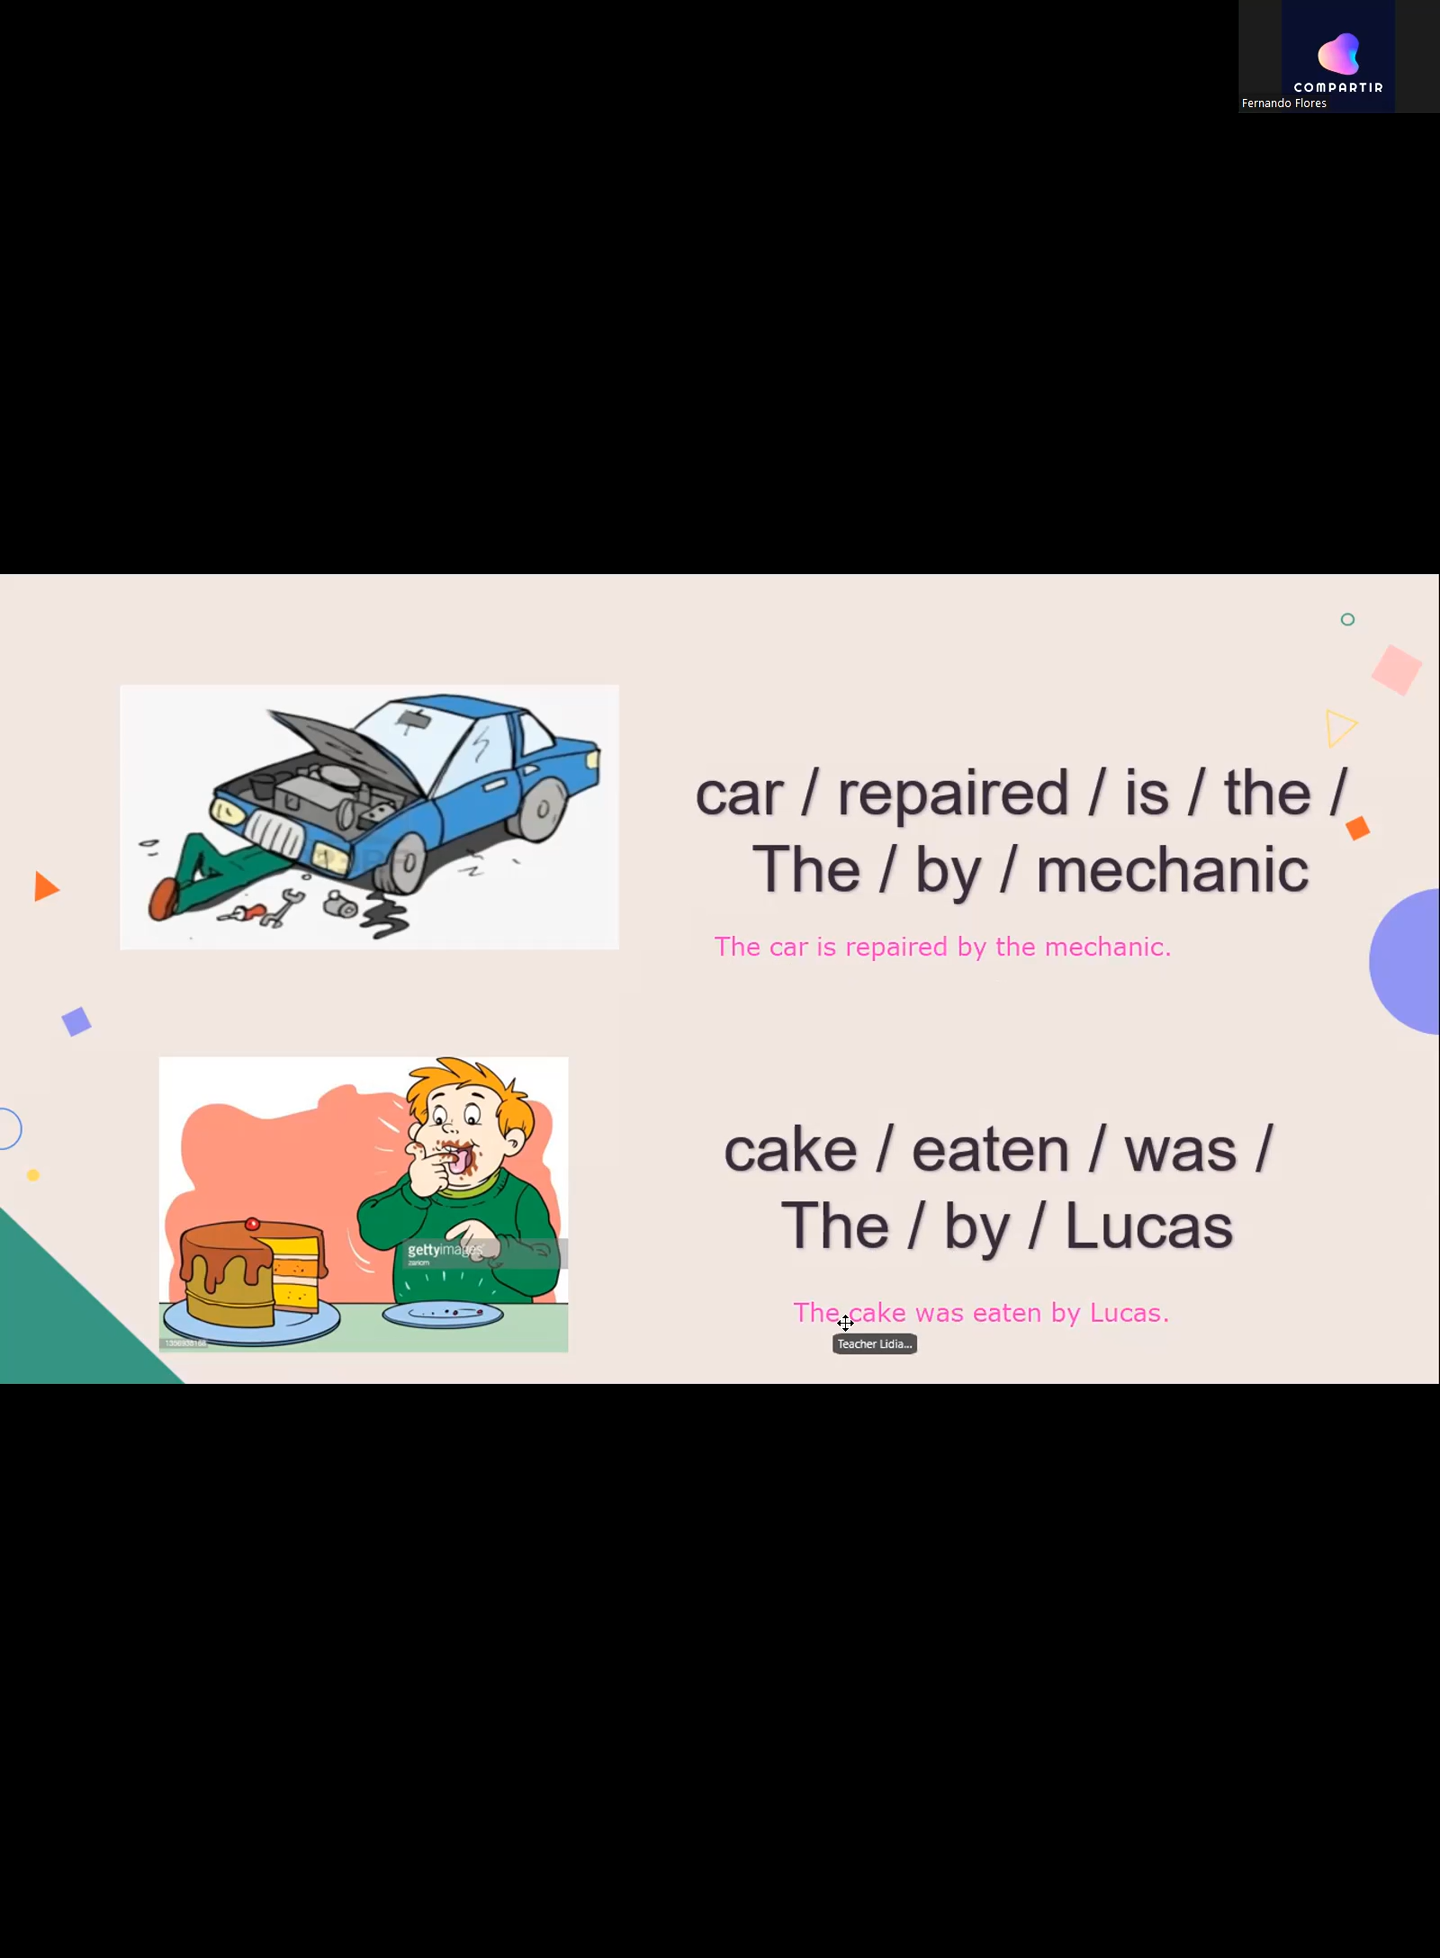 COMPARTIR
Fernando Flores
car / repaired / is / the /
The / by / mechanic
The car is repaired by the mechanic.
gettyimages
cake / eaten / was /
The / by / Lucas
The cake was eaten by Lucas.
Teacher Lidia...